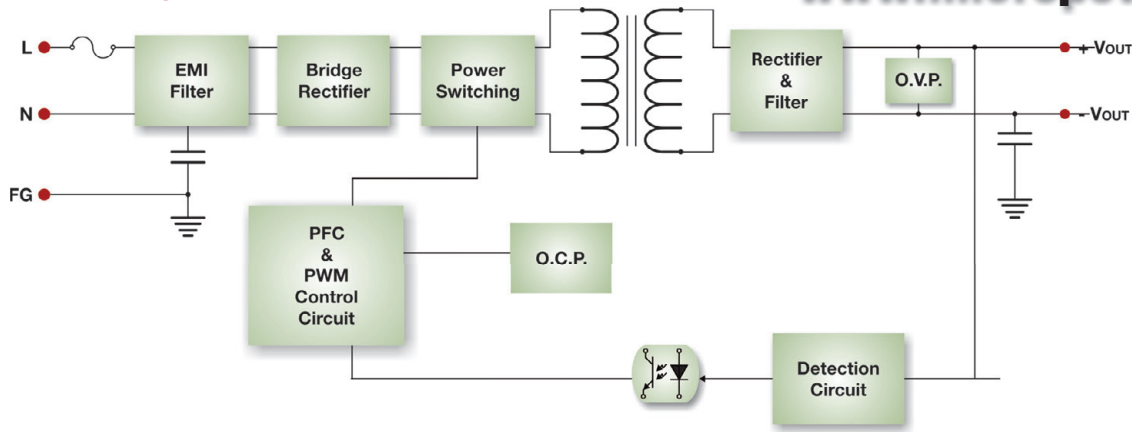 L
EMI
Filter
Bridge
Rectifier
Power
Switching
Rectifier
&
Filter
O.V.P.
+ VOUT
N
- VOUT
FG
PFC
&
PWM
Control
Circuit
O.C.P.
Detection
Circuit